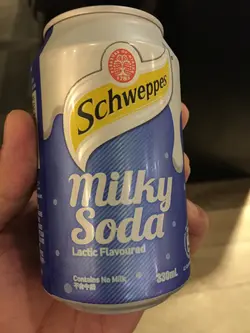 Schweppes
Milky
Soda
Lactic Flavoured
Contains No Milk
不含牛奶
330mL